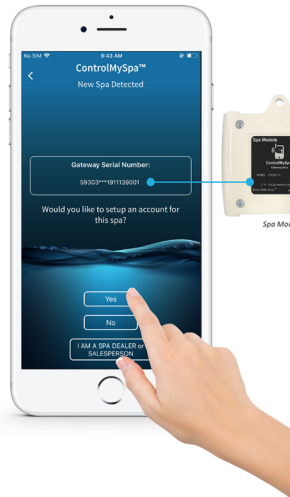 No SIM
9:43 AM
ControlMySpa™
New Spa Detected
Gateway Serial Number:
59303***1911139001
Would you like to setup an account for
this spa?
Yes
No
I AM A SPA DEALER or
SALESPERSON
Spa Module
ControlMySpa
Spa Mo